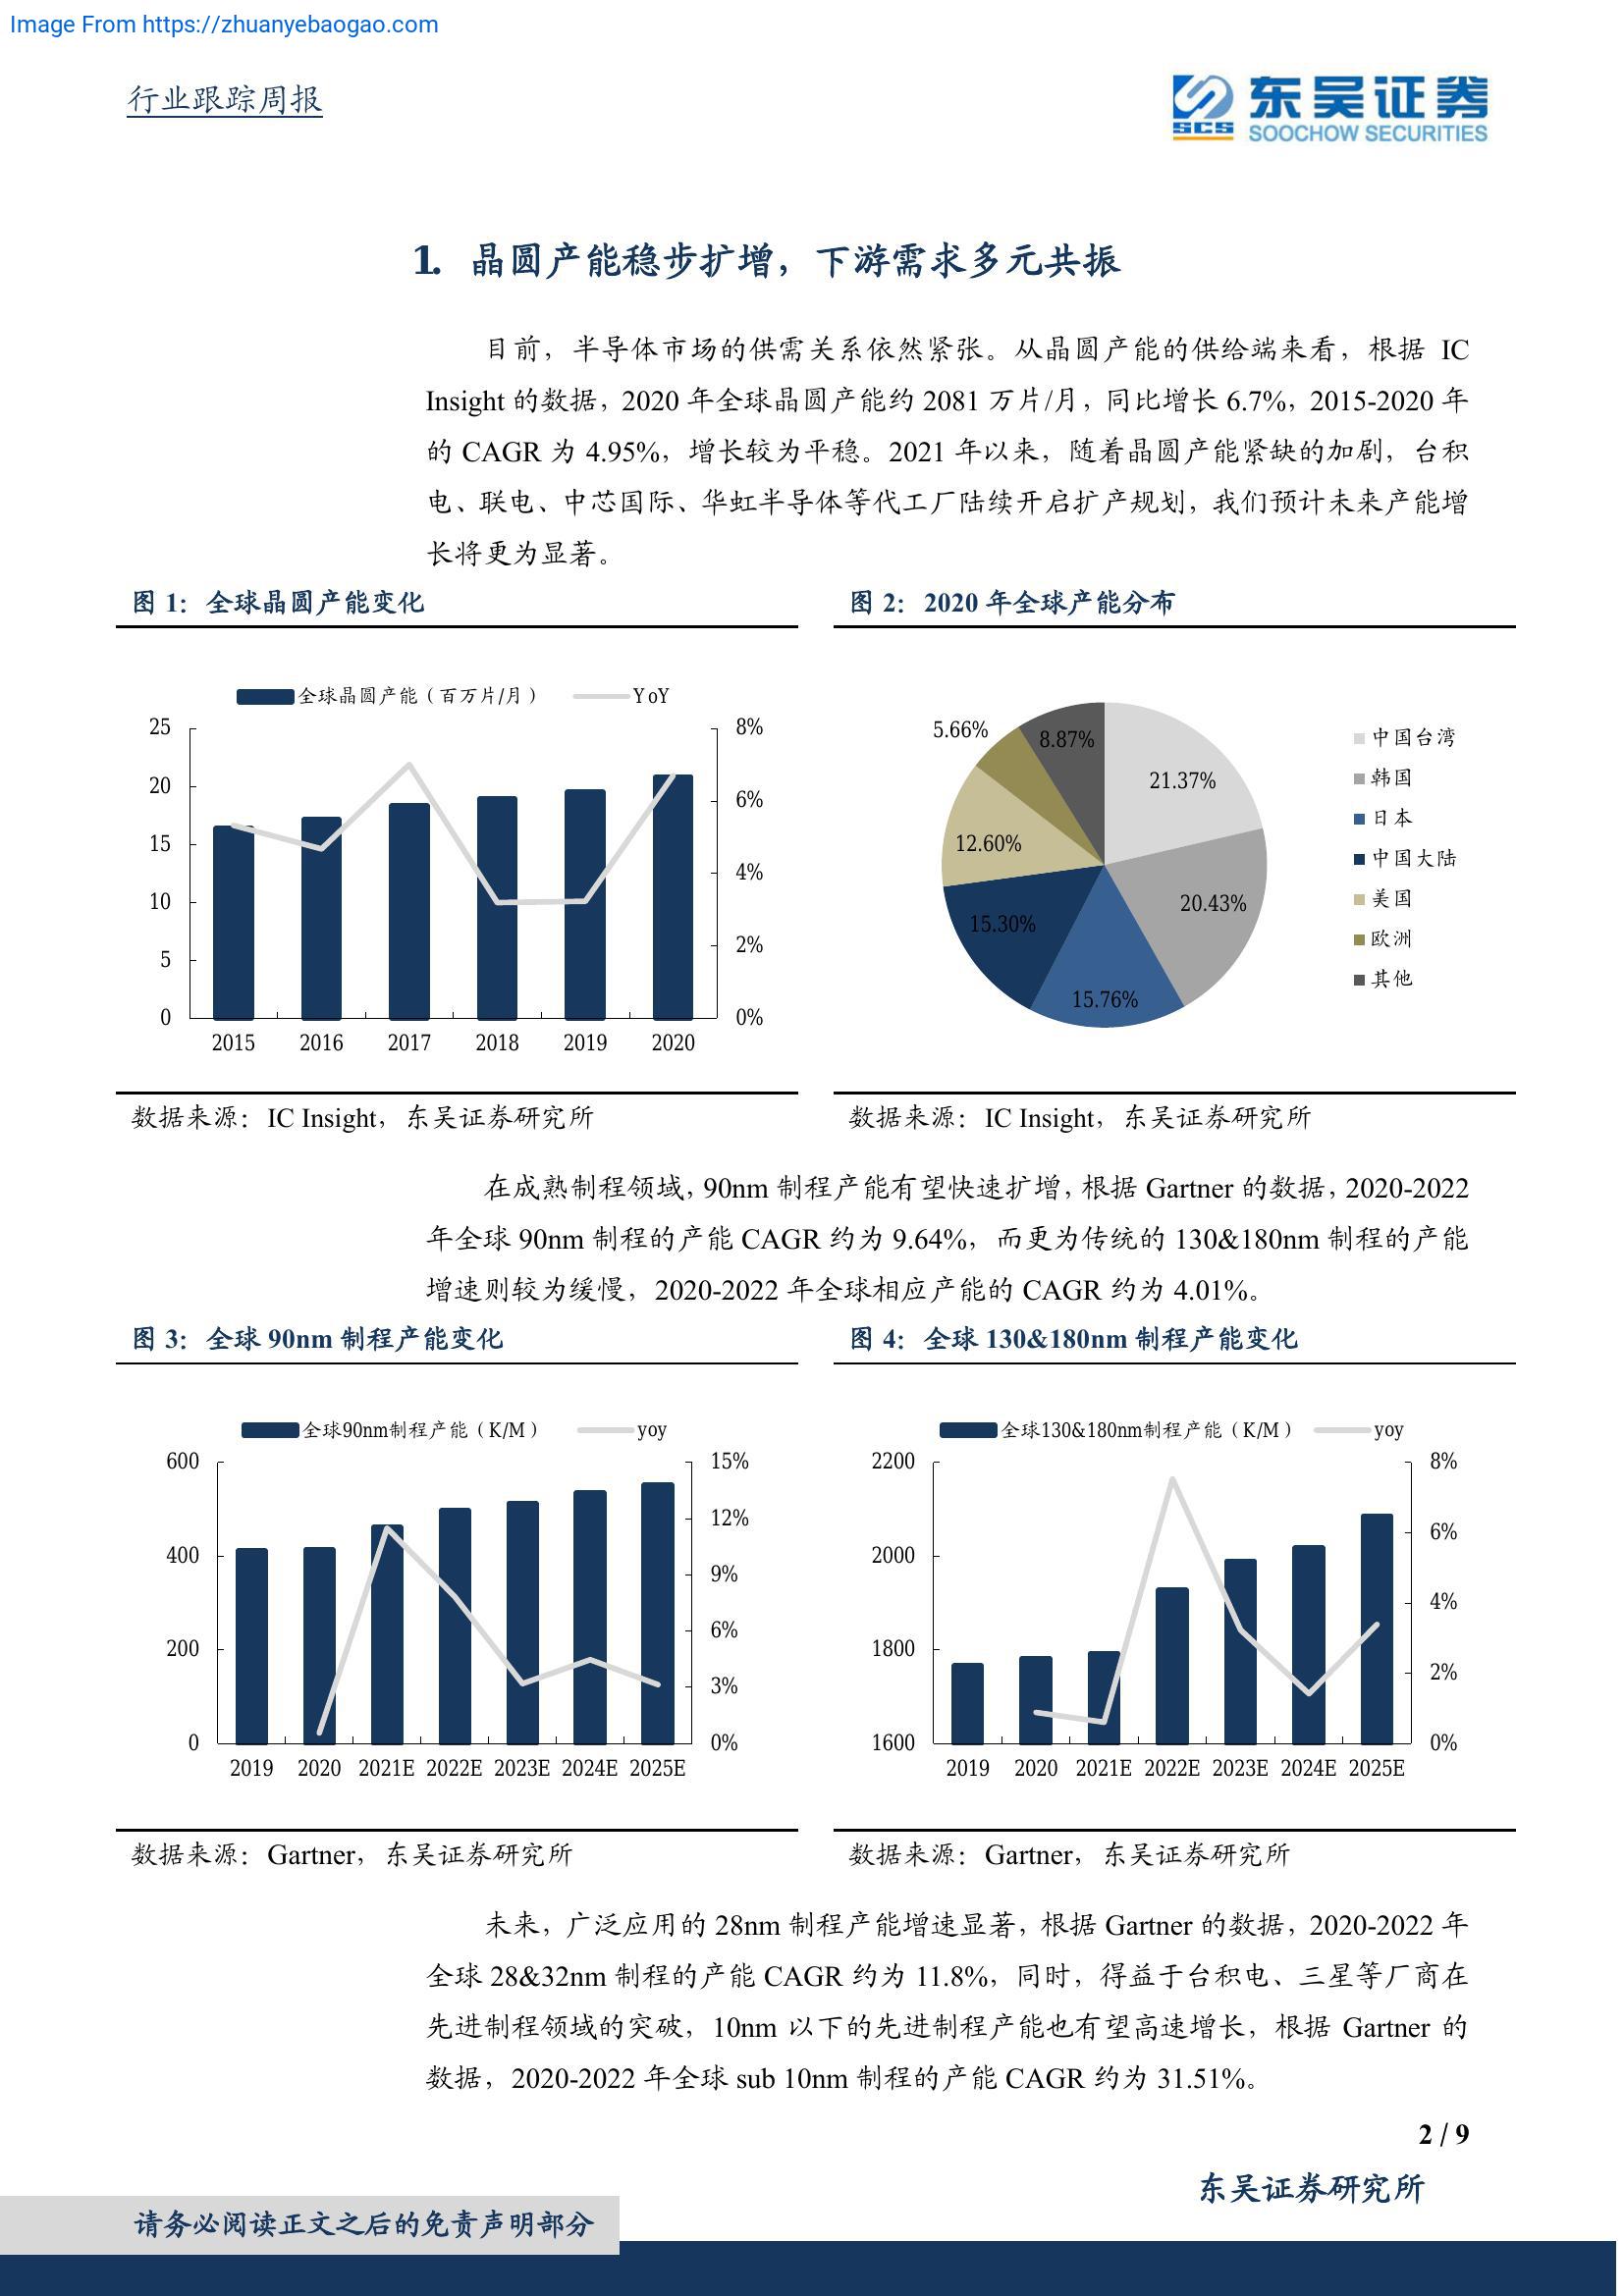 Image From https://zhuanyebaogao.com
行业跟踪周报
SCS
东吴证券
SOOCHOW SECURITIES
1. 晶圆产能稳步扩增，下游需求多元共振
目前，半导体市场的供需关系依然紧张。从晶圆产能的供给端来看，根据 IC
Insight 的数据，2020 年全球晶圆产能约 2081 万片/月，同比增长 6.7%，2015-2020 年
的 CAGR 为 4.95%，增长较为平稳。2021 年以来，随着晶圆产能紧缺的加剧，台积
电、联电、中芯国际、华虹半导体等代工厂陆续开启扩产规划，我们预计未来产能增
长将更为显著。
图 1：全球晶圆产能变化
全球晶圆产能（百万片/月） YoY
25 8%
20 6%
15 4%
10 2%
5 0%
0
2015 2016 2017 2018 2019 2020
数据来源：IC Insight，东吴证券研究所
图 2：2020 年全球产能分布
5.66%
8.87%
21.37%
12.60%
20.43%
15.30%
15.76%
中国台湾
韩国
日本
中国大陆
美国
欧洲
其他
数据来源：IC Insight，东吴证券研究所
在成熟制程领域，90nm 制程产能有望快速扩增，根据 Gartner 的数据，2020-2022
年全球 90nm 制程的产能 CAGR 约为 9.64%，而更为传统的 130&180nm 制程的产能
增速则较为缓慢，2020-2022 年全球相应产能的 CAGR 约为 4.01%。
图 3：全球 90nm 制程产能变化
全球90nm制程产能（K/M） yoy
600 15%
12%
400 9%
6%
200 3%
0 0%
2019 2020 2021E 2022E 2023E 2024E 2025E
数据来源：Gartner，东吴证券研究所
图 4：全球 130&180nm 制程产能变化
全球130&180nm制程产能（K/M） yoy
2200 8%
6%
2000
4%
1800
2%
1600 0%
2019 2020 2021E 2022E 2023E 2024E 2025E
数据来源：Gartner，东吴证券研究所
未来，广泛应用的 28nm 制程产能增速显著，根据 Gartner 的数据，2020-2022 年
全球 28&32nm 制程的产能 CAGR 约为 11.8%，同时，得益于台积电、三星等厂商在
先进制程领域的突破，10nm 以下的先进制程产能也有望高速增长，根据 Gartner 的
数据，2020-2022 年全球 sub 10nm 制程的产能 CAGR 约为 31.51%。
2 / 9
东吴证券研究所
请务必阅读正文之后的免责声明部分